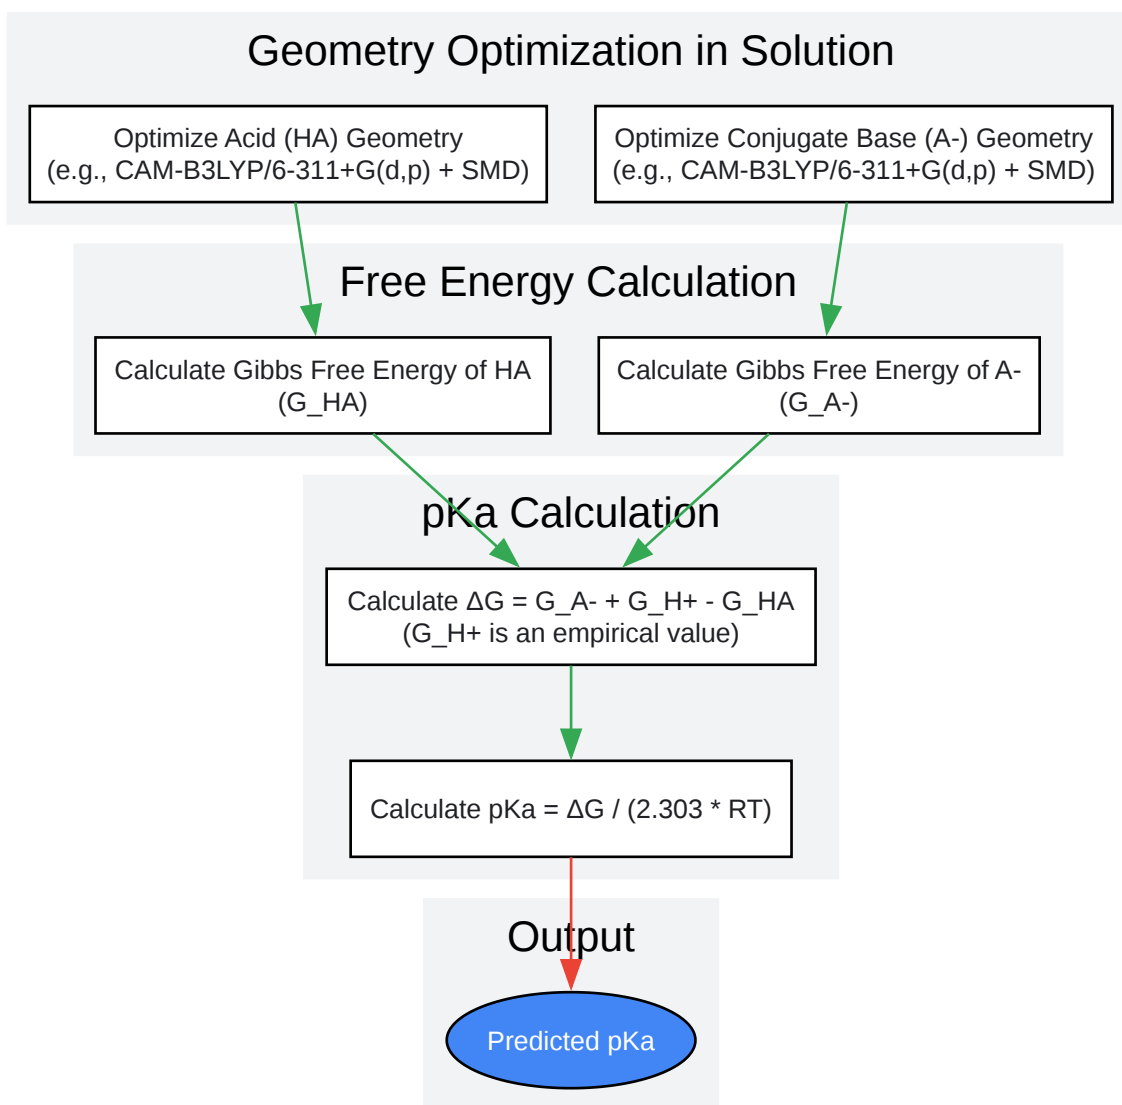 Geometry Optimization in Solution
Optimize Acid (HA) Geometry
(e.g., CAM-B3LYP/6-311+G(d,p) + SMD)
Optimize Conjugate Base (A-) Geometry
(e.g., CAM-B3LYP/6-311+G(d,p) + SMD)
Free Energy Calculation
Calculate Gibbs Free Energy of HA
(G_HA)
Calculate Gibbs Free Energy of A-
(G_A-)
pKa Calculation
Calculate ΔG = G_A- + G_H+ - G_HA
(G_H+ is an empirical value)
Calculate pKa = ΔG / (2.303 * RT)
Output
Predicted pKa